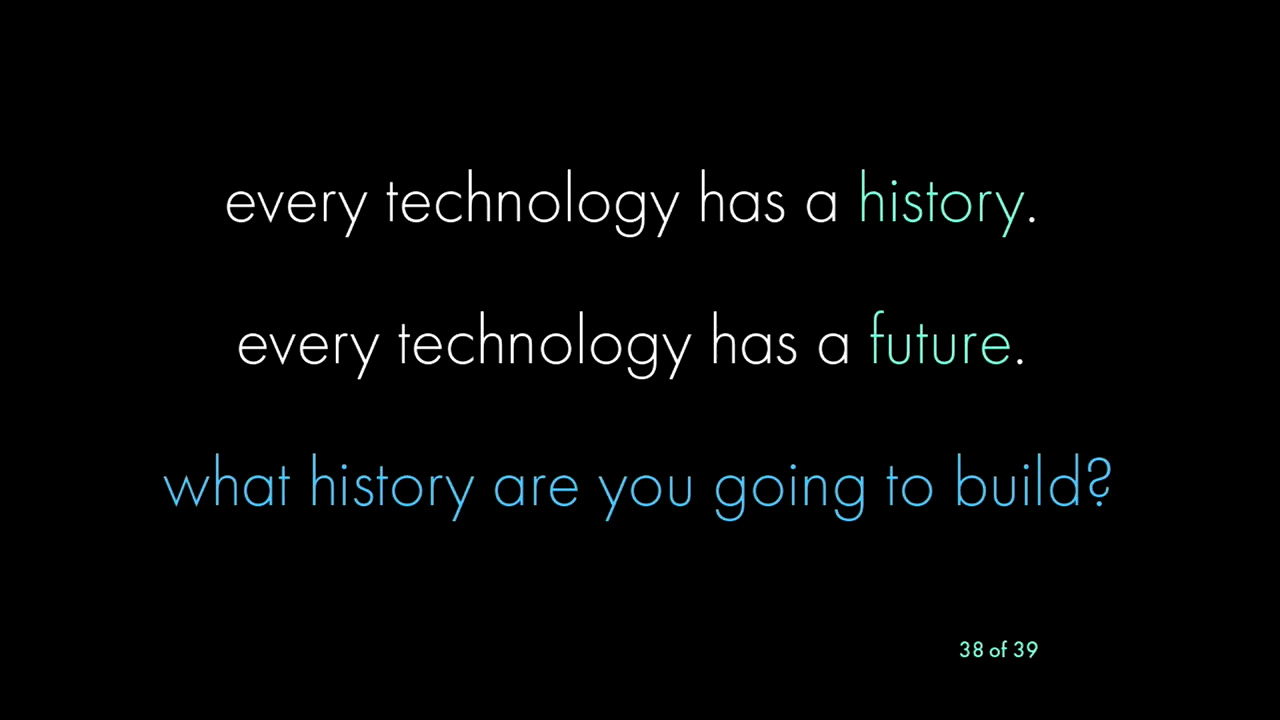 every technology has a history.
every technology has a future.
what history are you going to build?
38 of 39